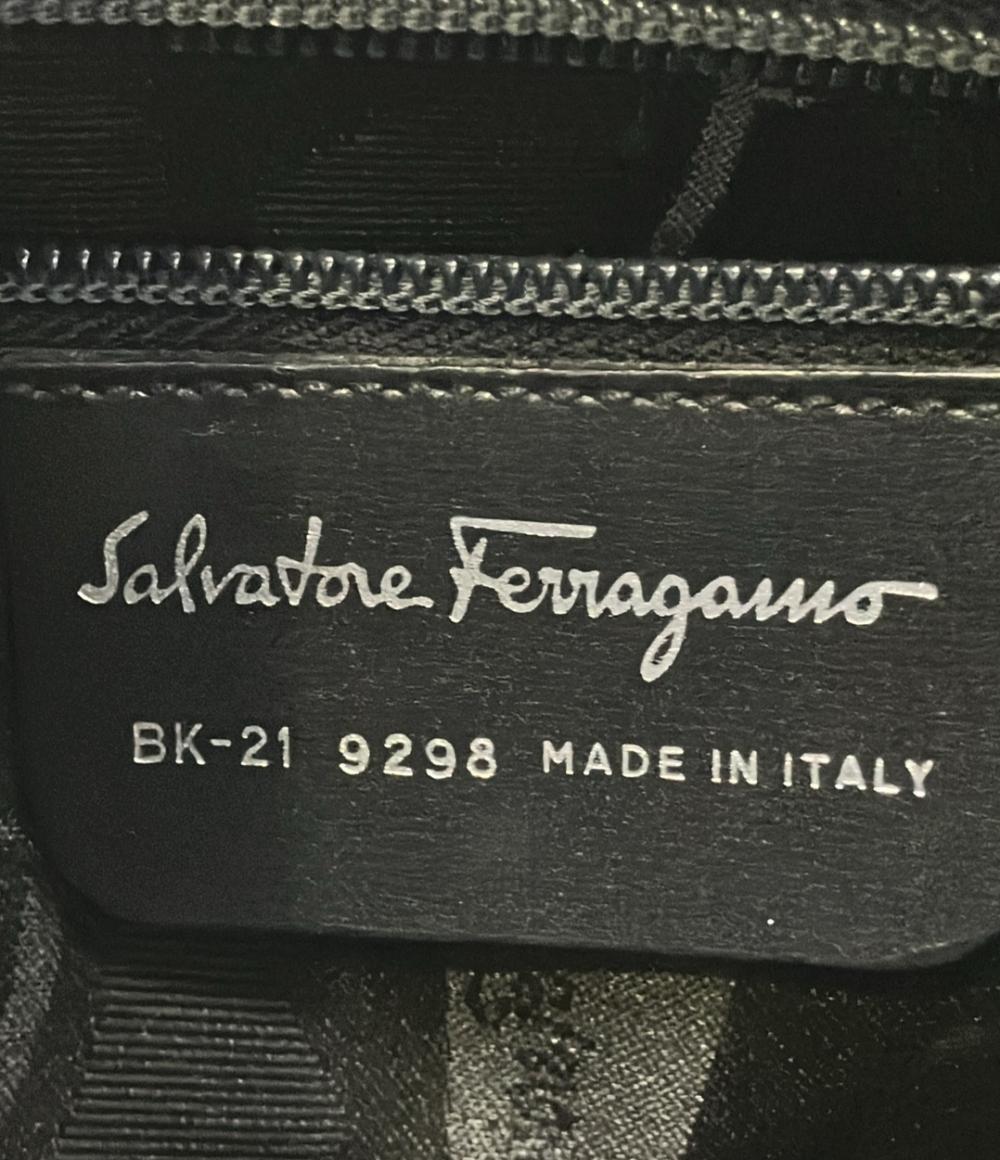 Salvatore Ferragamo
BK-21 9298 MADE IN ITALY